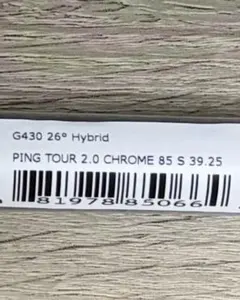 G430 26° Hybrid
PING TOUR 2.0 CHROME 85 S 39.25
81978 85066